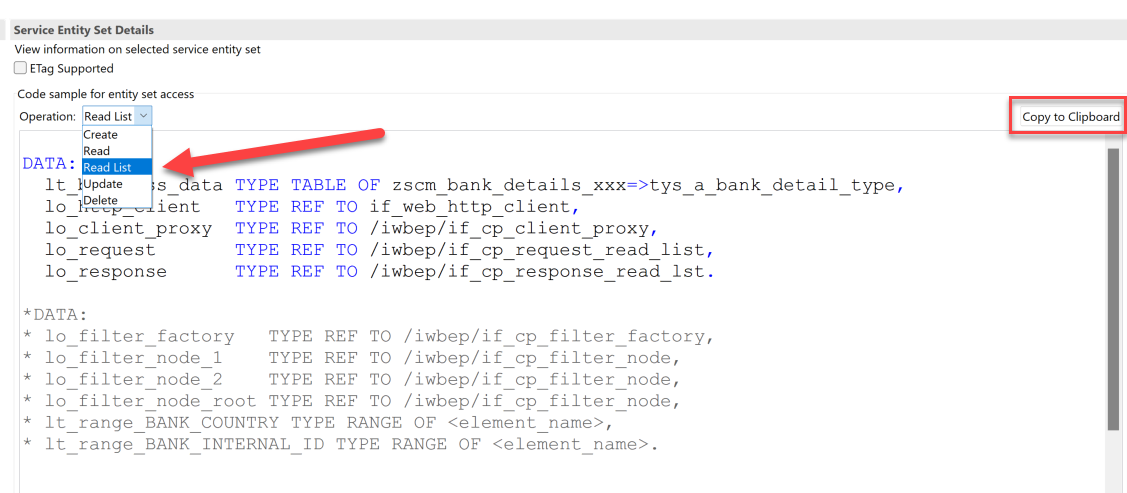 Service Entity Set Details
View information on selected service entity set
ETag Supported
Code sample for entity set access
Operation: Read List
Copy to Clipboard
Create
Read
Read List
Update
Delete
DATA:
lt_ ss_data TYPE TABLE OF zscm_bank_details_xxx=>tys_a_bank_detail_type,
lo_http_client TYPE REF TO if_web_http_client,
lo_client_proxy TYPE REF TO /iwbep/if_cp_client_proxy,
lo_request TYPE REF TO /iwbep/if_cp_request_read_list,
lo_response TYPE REF TO /iwbep/if_cp_response_read_lst.
*DATA:
* lo_filter_factory TYPE REF TO /iwbep/if_cp_filter_factory,
* lo_filter_node_1 TYPE REF TO /iwbep/if_cp_filter_node,
* lo_filter_node_2 TYPE REF TO /iwbep/if_cp_filter_node,
* lo_filter_node_root TYPE REF TO /iwbep/if_cp_filter_node,
* lt_range_BANK_COUNTRY TYPE RANGE OF <element_name>,
* lt_range_BANK_INTERNAL_ID TYPE RANGE OF <element_name>.